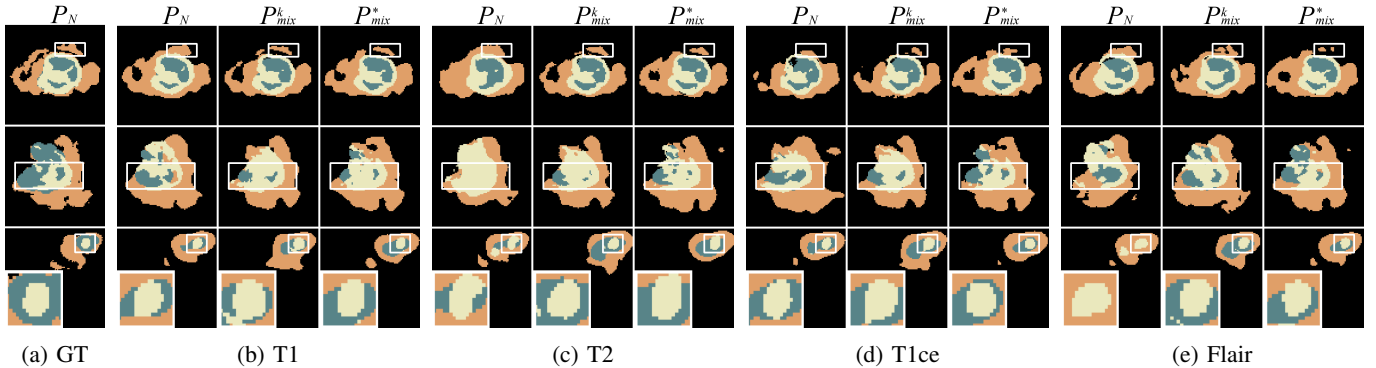 P_N P_N P^k_mix P^*_mix P_N P^k_mix P^*_mix P_N P^k_mix P^*_mix P_N P^k_mix P^*_mix
(a) GT (b) T1 (c) T2 (d) T1ce (e) Flair